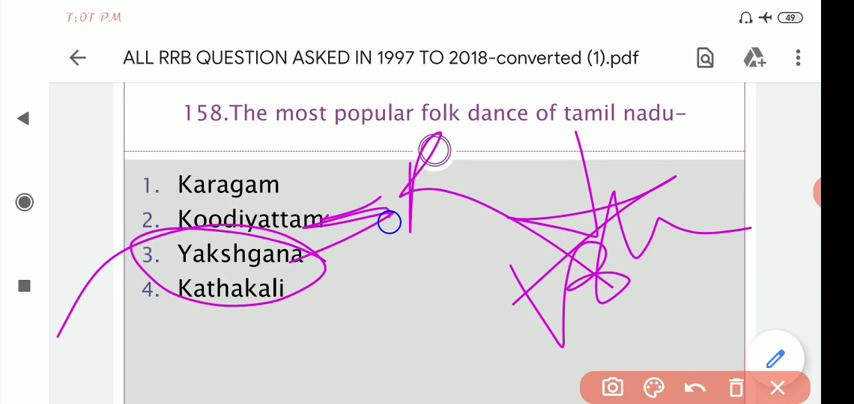 7:07 PM
49
ALL RRB QUESTION ASKED IN 1997 TO 2018-converted (1).pdf
158.The most popular folk dance of tamil nadu-
1. Karagam
2. Koodiyattam
3. Yakshgana
4. Kathakali